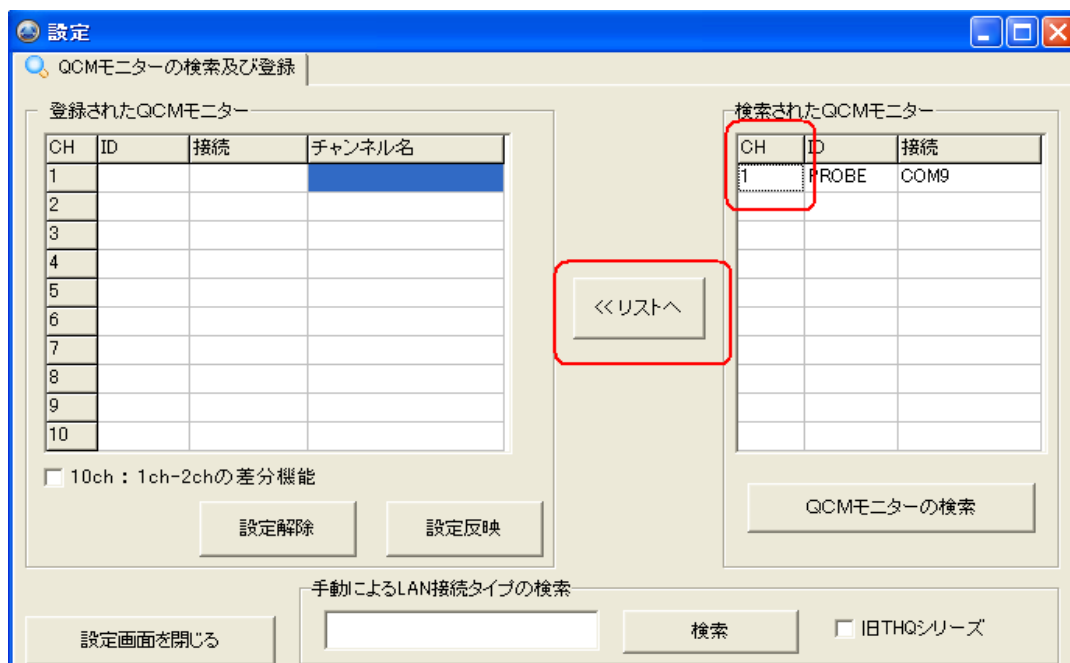 設定
QCMモニターの検索及び登録
登録されたQCMモニター
CH ID 接続 チャンネル名
1
2
3
4
5
6
7
8
9
10
10ch:1ch-2chの差分機能
設定解除 設定反映
<<リストへ
検索されたQCMモニター
CH ID 接続
1 PROBE COM9
QCMモニターの検索
手動によるLAN接続タイプの検索
設定画面を閉じる
検索
旧THQシリーズ